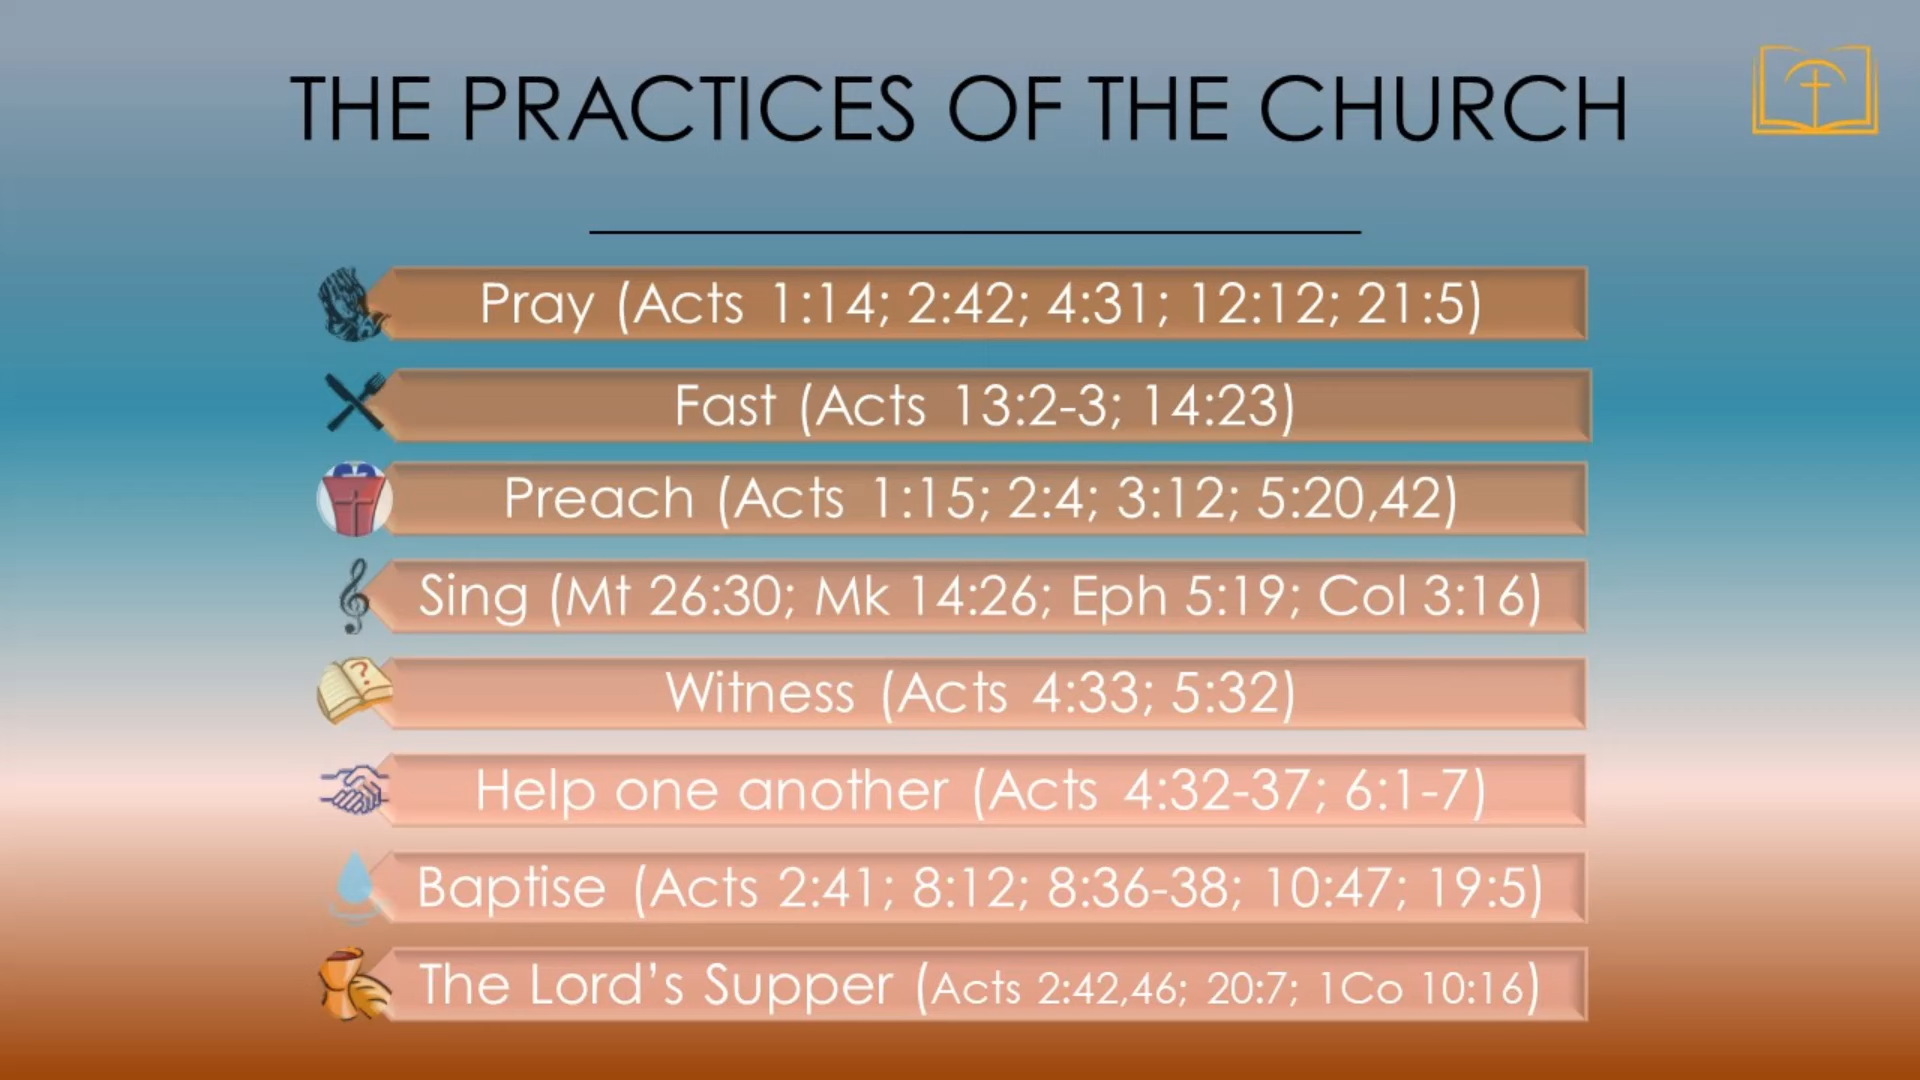 THE PRACTICES OF THE CHURCH
Pray (Acts 1:14; 2:42; 4:31; 12:12; 21:5)
Fast (Acts 13:2-3; 14:23)
Preach (Acts 1:15; 2:4; 3:12; 5:20,42)
Sing (Mt 26:30; Mk 14:26; Eph 5:19; Col 3:16)
?
Witness (Acts 4:33; 5:32)
Help one another (Acts 4:32-37; 6:1-7)
Baptise (Acts 2:41; 8:12; 8:36-38; 10:47; 19:5)
The Lord's Supper (Acts 2:42,46; 20:7; 1Co 10:16)